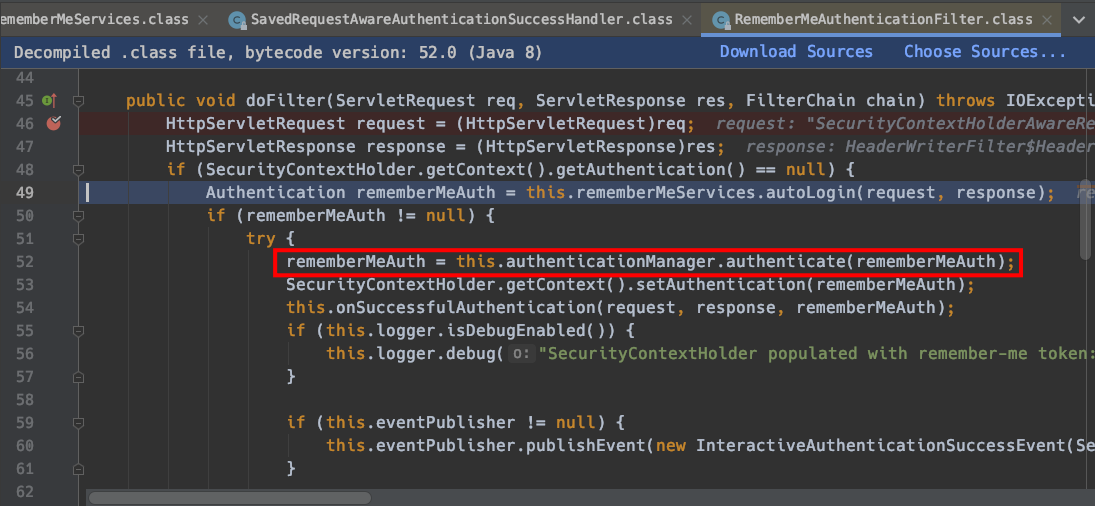 ememberMeServices.class SavedRequestAwareAuthenticationSuccessHandler.class RememberMeAuthenticationFilter.class
Decompiled .class file, bytecode version: 52.0 (Java 8) Download Sources Choose Sources...
44
45 public void doFilter(ServletRequest req, ServletResponse res, FilterChain chain) throws IOExcepti
46 HttpServletRequest request = (HttpServletRequest)req; request: "SecurityContextHolderAwareRe
47 HttpServletResponse response = (HttpServletResponse)res; response: HeaderWriterFilter$Header
48 if (SecurityContextHolder.getContext().getAuthentication() == null) {
49 Authentication rememberMeAuth = this.rememberMeServices.autoLogin(request, response); re
50 if (rememberMeAuth != null) {
51 try {
52 rememberMeAuth = this.authenticationManager.authenticate(rememberMeAuth);
53 SecurityContextHolder.getContext().setAuthentication(rememberMeAuth);
54 this.onSuccessfulAuthentication(request, response, rememberMeAuth);
55 if (this.logger.isDebugEnabled()) {
56 this.logger.debug( o: "SecurityContextHolder populated with remember-me token:
57 }
58
59 if (this.eventPublisher != null) {
60 this.eventPublisher.publishEvent(new InteractiveAuthenticationSuccessEvent(Se
61 }
62